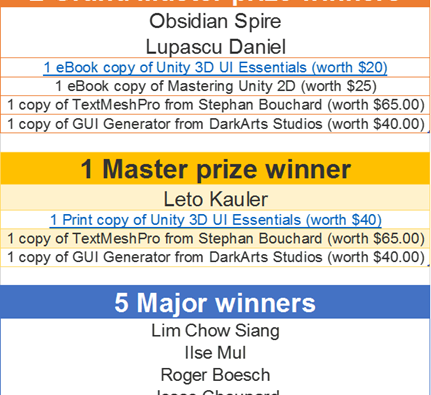 Obsidian Spire
Lupascu Daniel
1 eBook copy of Unity 3D UI Essentials (worth $20)
1 eBook copy of Mastering Unity 2D (worth $25)
1 copy of TextMeshPro from Stephan Bouchard (worth $65.00)
1 copy of GUI Generator from DarkArts Studios (worth $40.00)
1 Master prize winner
Leto Kauler
1 Print copy of Unity 3D UI Essentials (worth $40)
1 copy of TextMeshPro from Stephan Bouchard (worth $65.00)
1 copy of GUI Generator from DarkArts Studios (worth $40.00)
5 Major winners
Lim Chow Siang
Ilse Mul
Roger Boesch